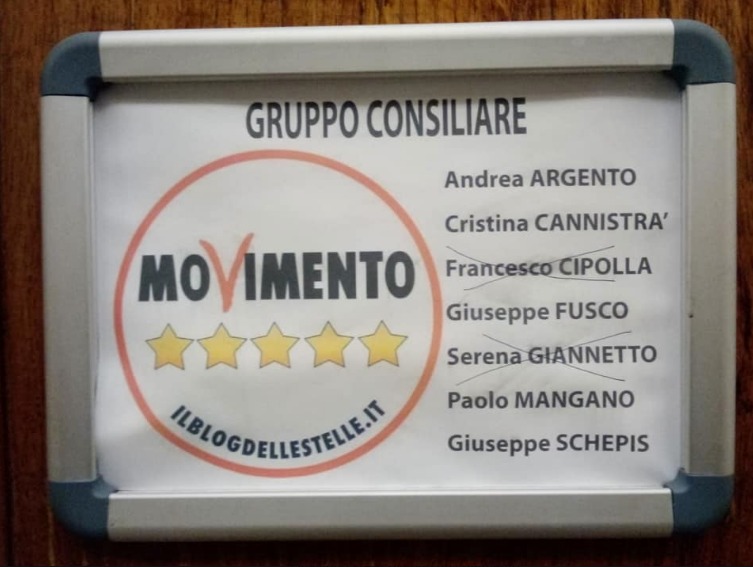 GRUPPO CONSILIARE
MOVIMENTO
ILBLOGDELLESTELLE.IT
Andrea ARGENTO
Cristina CANNISTRA'
Francesco CIPOLLA
Giuseppe FUSCO
Serena GIANNETTO
Paolo MANGANO
Giuseppe SCHEPIS